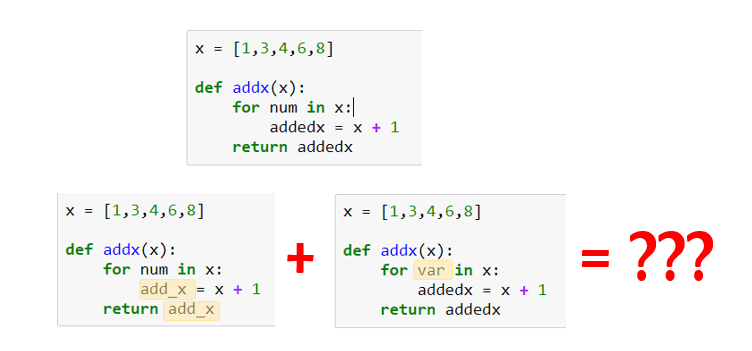 x = [1,3,4,6,8]
def addx(x):
    for num in x:
        addedx = x + 1
    return addedx
x = [1,3,4,6,8]
def addx(x):
    for num in x:
        add_x = x + 1
    return add_x
+
x = [1,3,4,6,8]
def addx(x):
    for var in x:
        addedx = x + 1
    return addedx
= ???